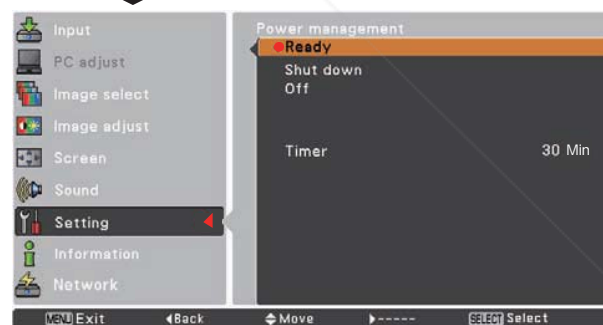 Input
PC adjust
Image select
Image adjust
Screen
Sound
Setting
Information
Network
Power management
Ready
Shut down
Off
Timer 30 Min
MENU Exit ◀Back Move -----  SELECT Select